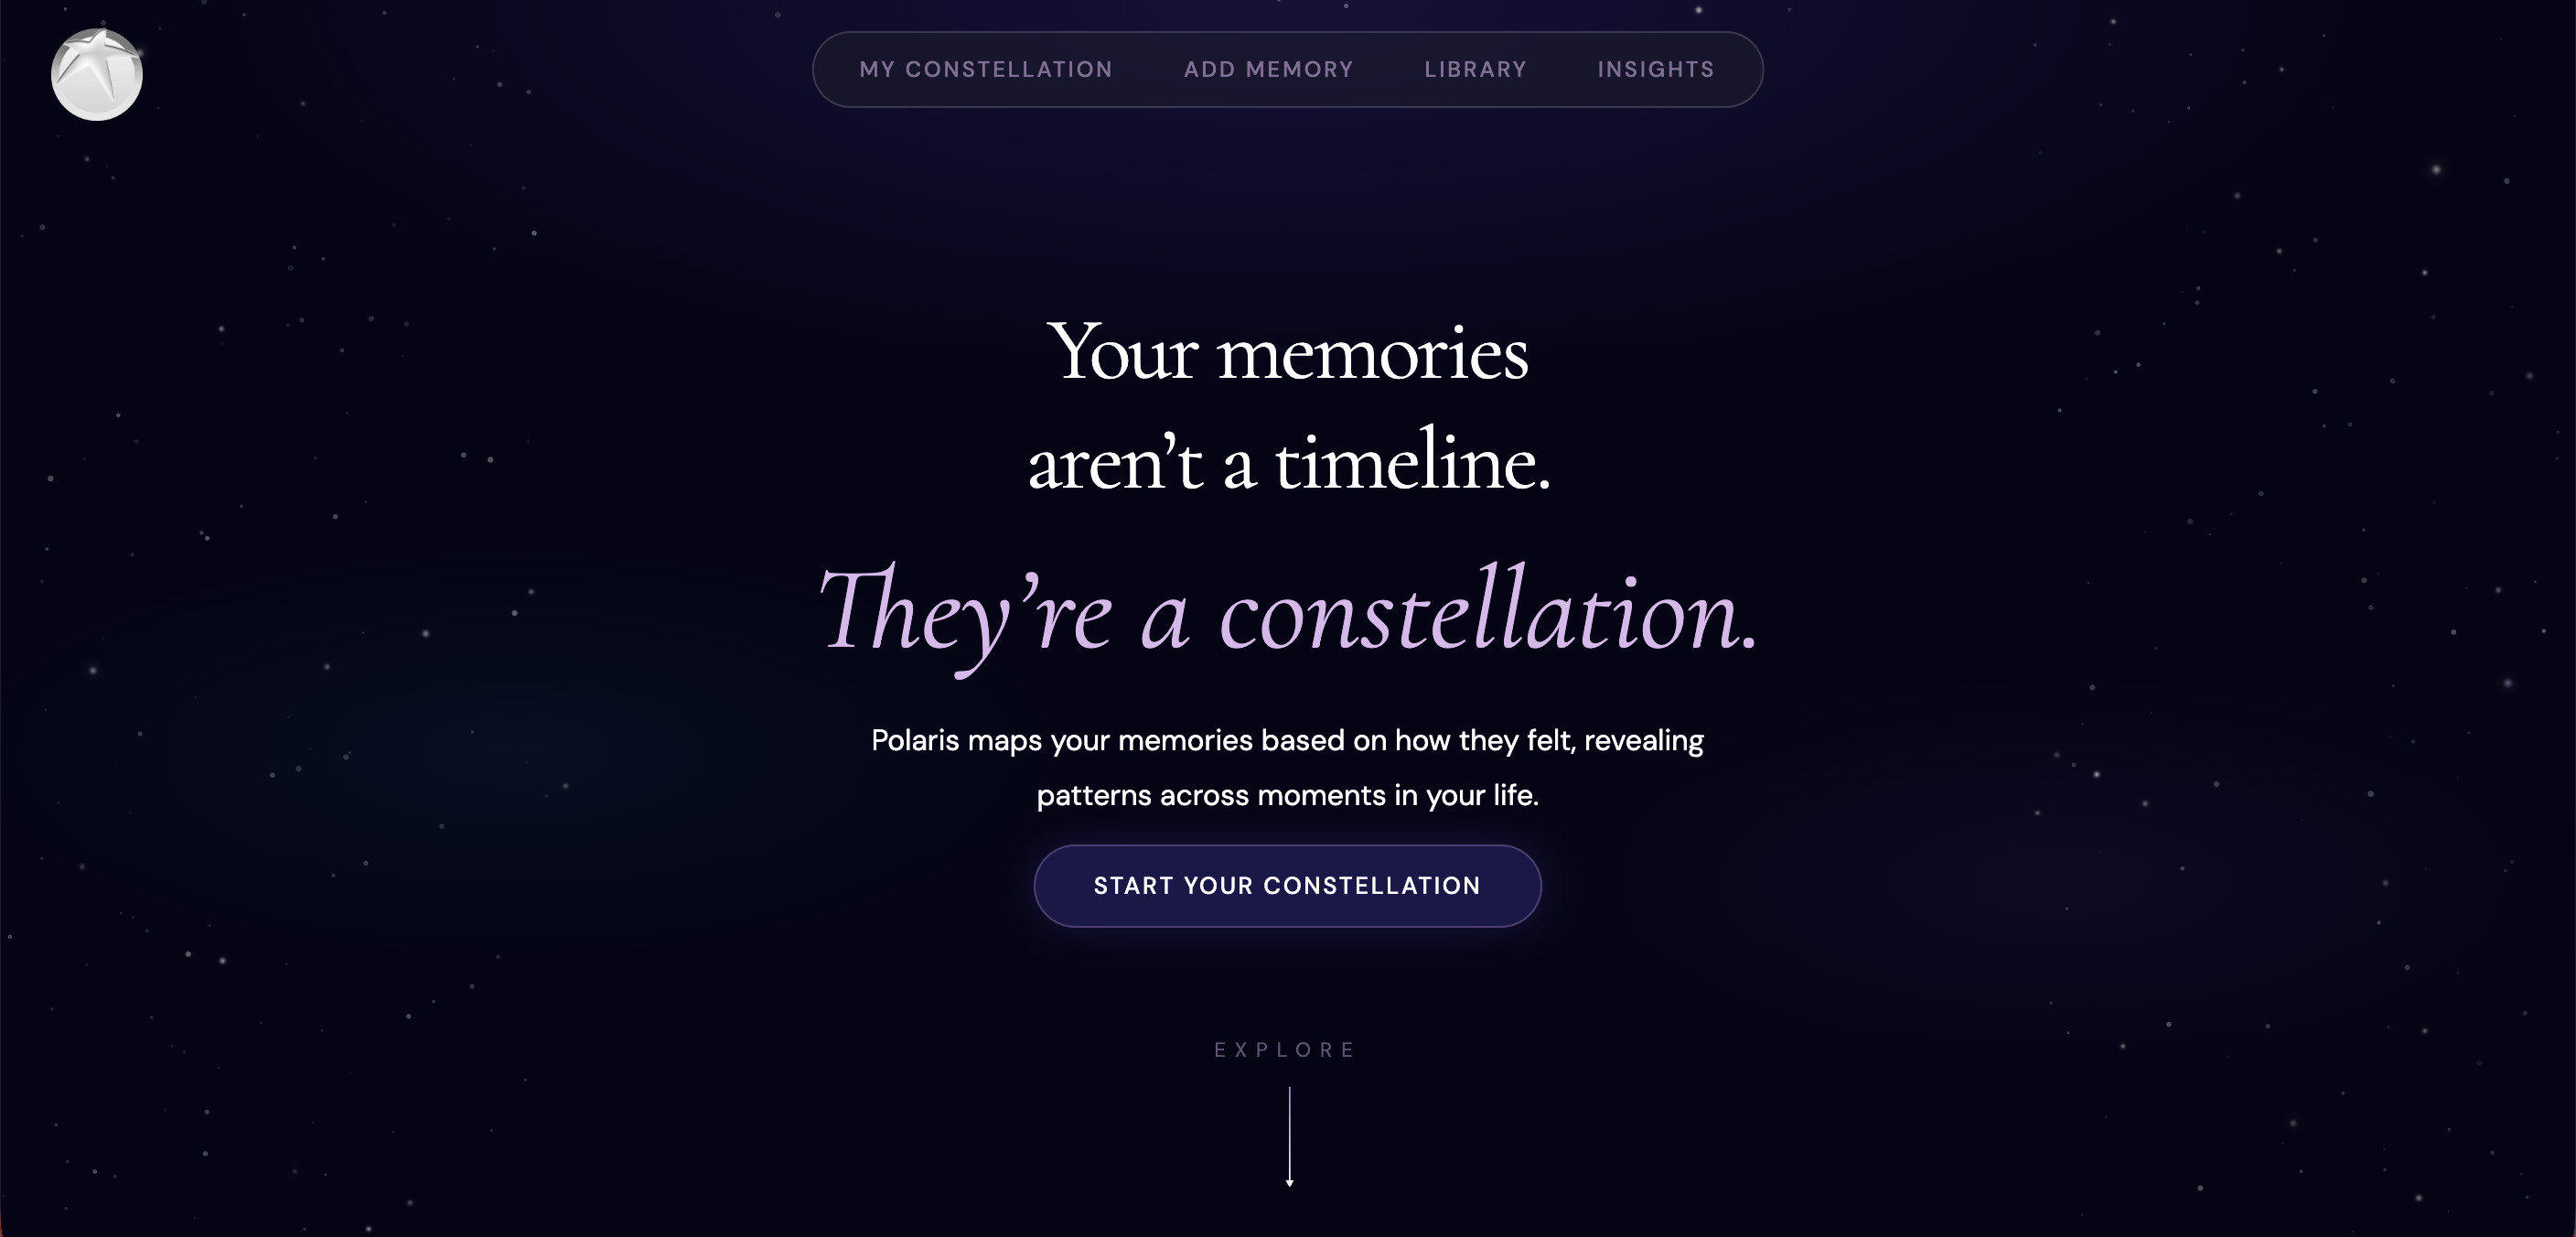 MY CONSTELLATION ADD MEMORY LIBRARY INSIGHTS
Your memories
aren’t a timeline.
They’re a constellation.
Polaris maps your memories based on how they felt, revealing
patterns across moments in your life.
START YOUR CONSTELLATION
EXPLORE